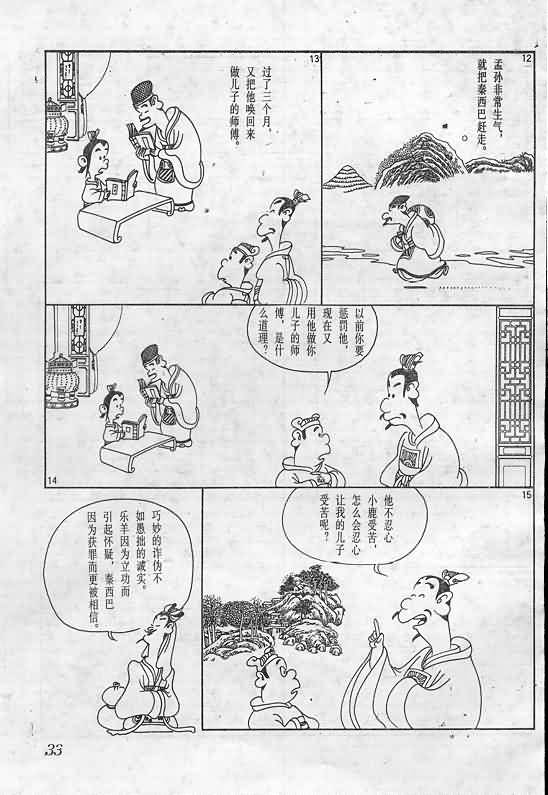 12
孟孙非常生气，
就把秦西巴赶走。
13
过了三个月，
又把他唤回来
做儿子的师傅。
以前你要
惩罚他，
现在又
用他做你
儿子的师
傅，是什
么道理？
14
15
他不忍心
小鹿受苦，
怎么会忍心
让我的儿子
受苦呢？
巧妙的诈伪不
如愚拙的诚实。
乐羊因为立功而
引起怀疑，秦西巴
因为获罪而更
被相信。
33